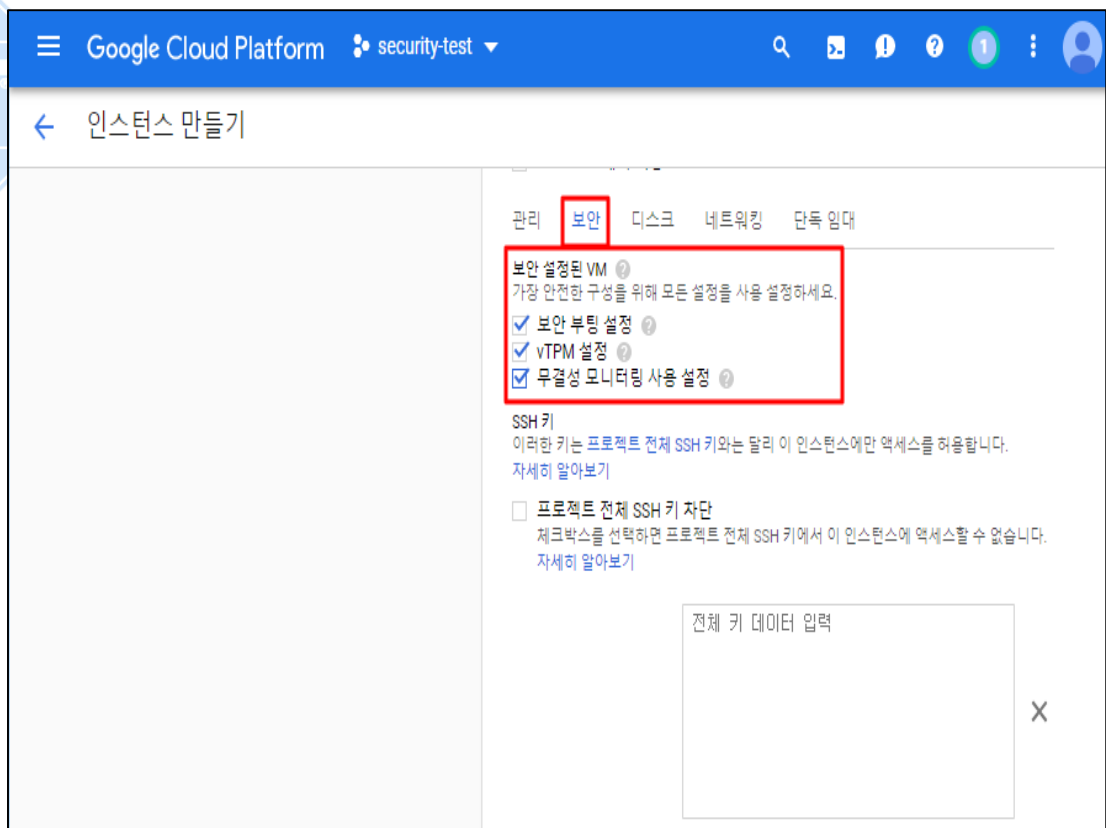 Google Cloud Platform security-test
1
인스턴스 만들기
관리 보안 디스크 네트워킹 단독 임대
보안 설정된 VM
가장 안전한 구성을 위해 모든 설정을 사용 설정하세요.
보안 부팅 설정
vTPM 설정
무결성 모니터링 사용 설정
SSH 키
이러한 키는 프로젝트 전체 SSH 키와는 달리 이 인스턴스에만 액세스를 허용합니다.
자세히 알아보기
프로젝트 전체 SSH 키 차단
체크박스를 선택하면 프로젝트 전체 SSH 키에서 이 인스턴스에 액세스할 수 없습니다.
자세히 알아보기
전체 키 데이터 입력